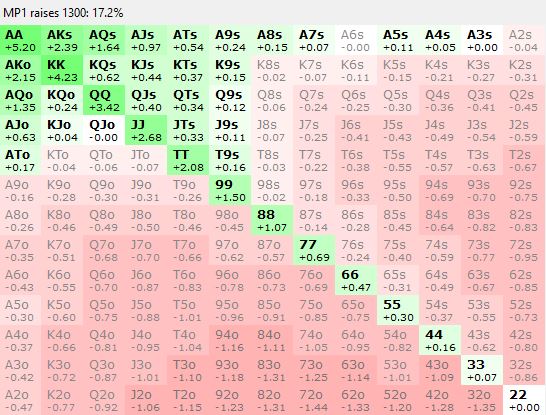 MP1 raises 1300: 17.2%
AA AKs AQs AJs ATs A9s A8s A7s A6s A5s A4s A3s A2s
+5.20 +2.39 +1.64 +0.97 +0.54 +0.24 +0.15 +0.07 -0.00 +0.11 +0.05 +0.00 -0.04
AKo KK KQs KJs KTs K9s K8s K7s K6s K5s K4s K3s K2s
+2.15 +4.23 +0.62 +0.44 +0.37 +0.15 -0.02 -0.07 -0.11 -0.15 -0.21 -0.27 -0.31
AQo KQo QQ QJs QTs Q9s Q8s Q7s Q6s Q5s Q4s Q3s Q2s
+1.35 +0.24 +3.42 +0.40 +0.34 +0.12 -0.06 -0.24 -0.25 -0.30 -0.36 -0.41 -0.45
AJo KJo QJo JJ JTs J9s J8s J7s J6s J5s J4s J3s J2s
+0.63 +0.04 -0.00 +2.68 +0.33 +0.11 -0.07 -0.25 -0.41 -0.43 -0.49 -0.54 -0.59
ATo KTo QTo JTo TT T9s T8s T7s T6s T5s T4s T3s T2s
+0.17 -0.04 -0.06 -0.07 +2.08 +0.16 -0.03 -0.22 -0.38 -0.55 -0.57 -0.63 -0.67
A9o K9o Q9o J9o T9o 99 98s 97s 96s 95s 94s 93s 92s
-0.16 -0.28 -0.30 -0.31 -0.26 +1.50 -0.02 -0.18 -0.33 -0.50 -0.69 -0.70 -0.75
A8o K8o Q8o J8o T8o 98o 88 87s 86s 85s 84s 83s 82s
-0.26 -0.46 -0.49 -0.50 -0.46 -0.45 +1.07 -0.14 -0.28 -0.45 -0.64 -0.82 -0.83
A7o K7o Q7o J7o T7o 97o 87o 77 76s 75s 74s 73s 72s
-0.35 -0.51 -0.68 -0.70 -0.66 -0.62 -0.57 +0.69 -0.24 -0.40 -0.59 -0.77 -0.95
A6o K6o Q6o J6o T6o 96o 86o 76o 66 65s 64s 63s 62s
-0.43 -0.55 -0.70 -0.87 -0.83 -0.78 -0.73 -0.69 +0.47 -0.31 -0.49 -0.67 -0.85
A5o K5o Q5o J5o T5o 95o 85o 75o 65o 55 54s 53s 52s
-0.30 -0.60 -0.75 -0.88 -1.01 -0.96 -0.91 -0.85 -0.75 +0.30 -0.37 -0.55 -0.73
A4o K4o Q4o J4o T4o 94o 84o 74o 64o 54o 44 43s 42s
-0.37 -0.66 -0.81 -0.95 -1.04 -1.16 -1.11 -1.05 -0.95 -0.82 +0.16 -0.62 -0.80
A3o K3o Q3o J3o T3o 93o 83o 73o 63o 53o 43o 33 32s
-0.42 -0.72 -0.87 -1.01 -1.10 -1.18 -1.31 -1.25 -1.14 -1.01 -1.09 +0.07 -0.86
A2o K2o Q2o J2o T2o 92o 82o 72o 62o 52o 42o 32o 22
-0.47 -0.77 -0.92 -1.06 -1.15 -1.23 -1.31 -1.44 -1.33 -1.20 -1.28 -1.35 +0.00